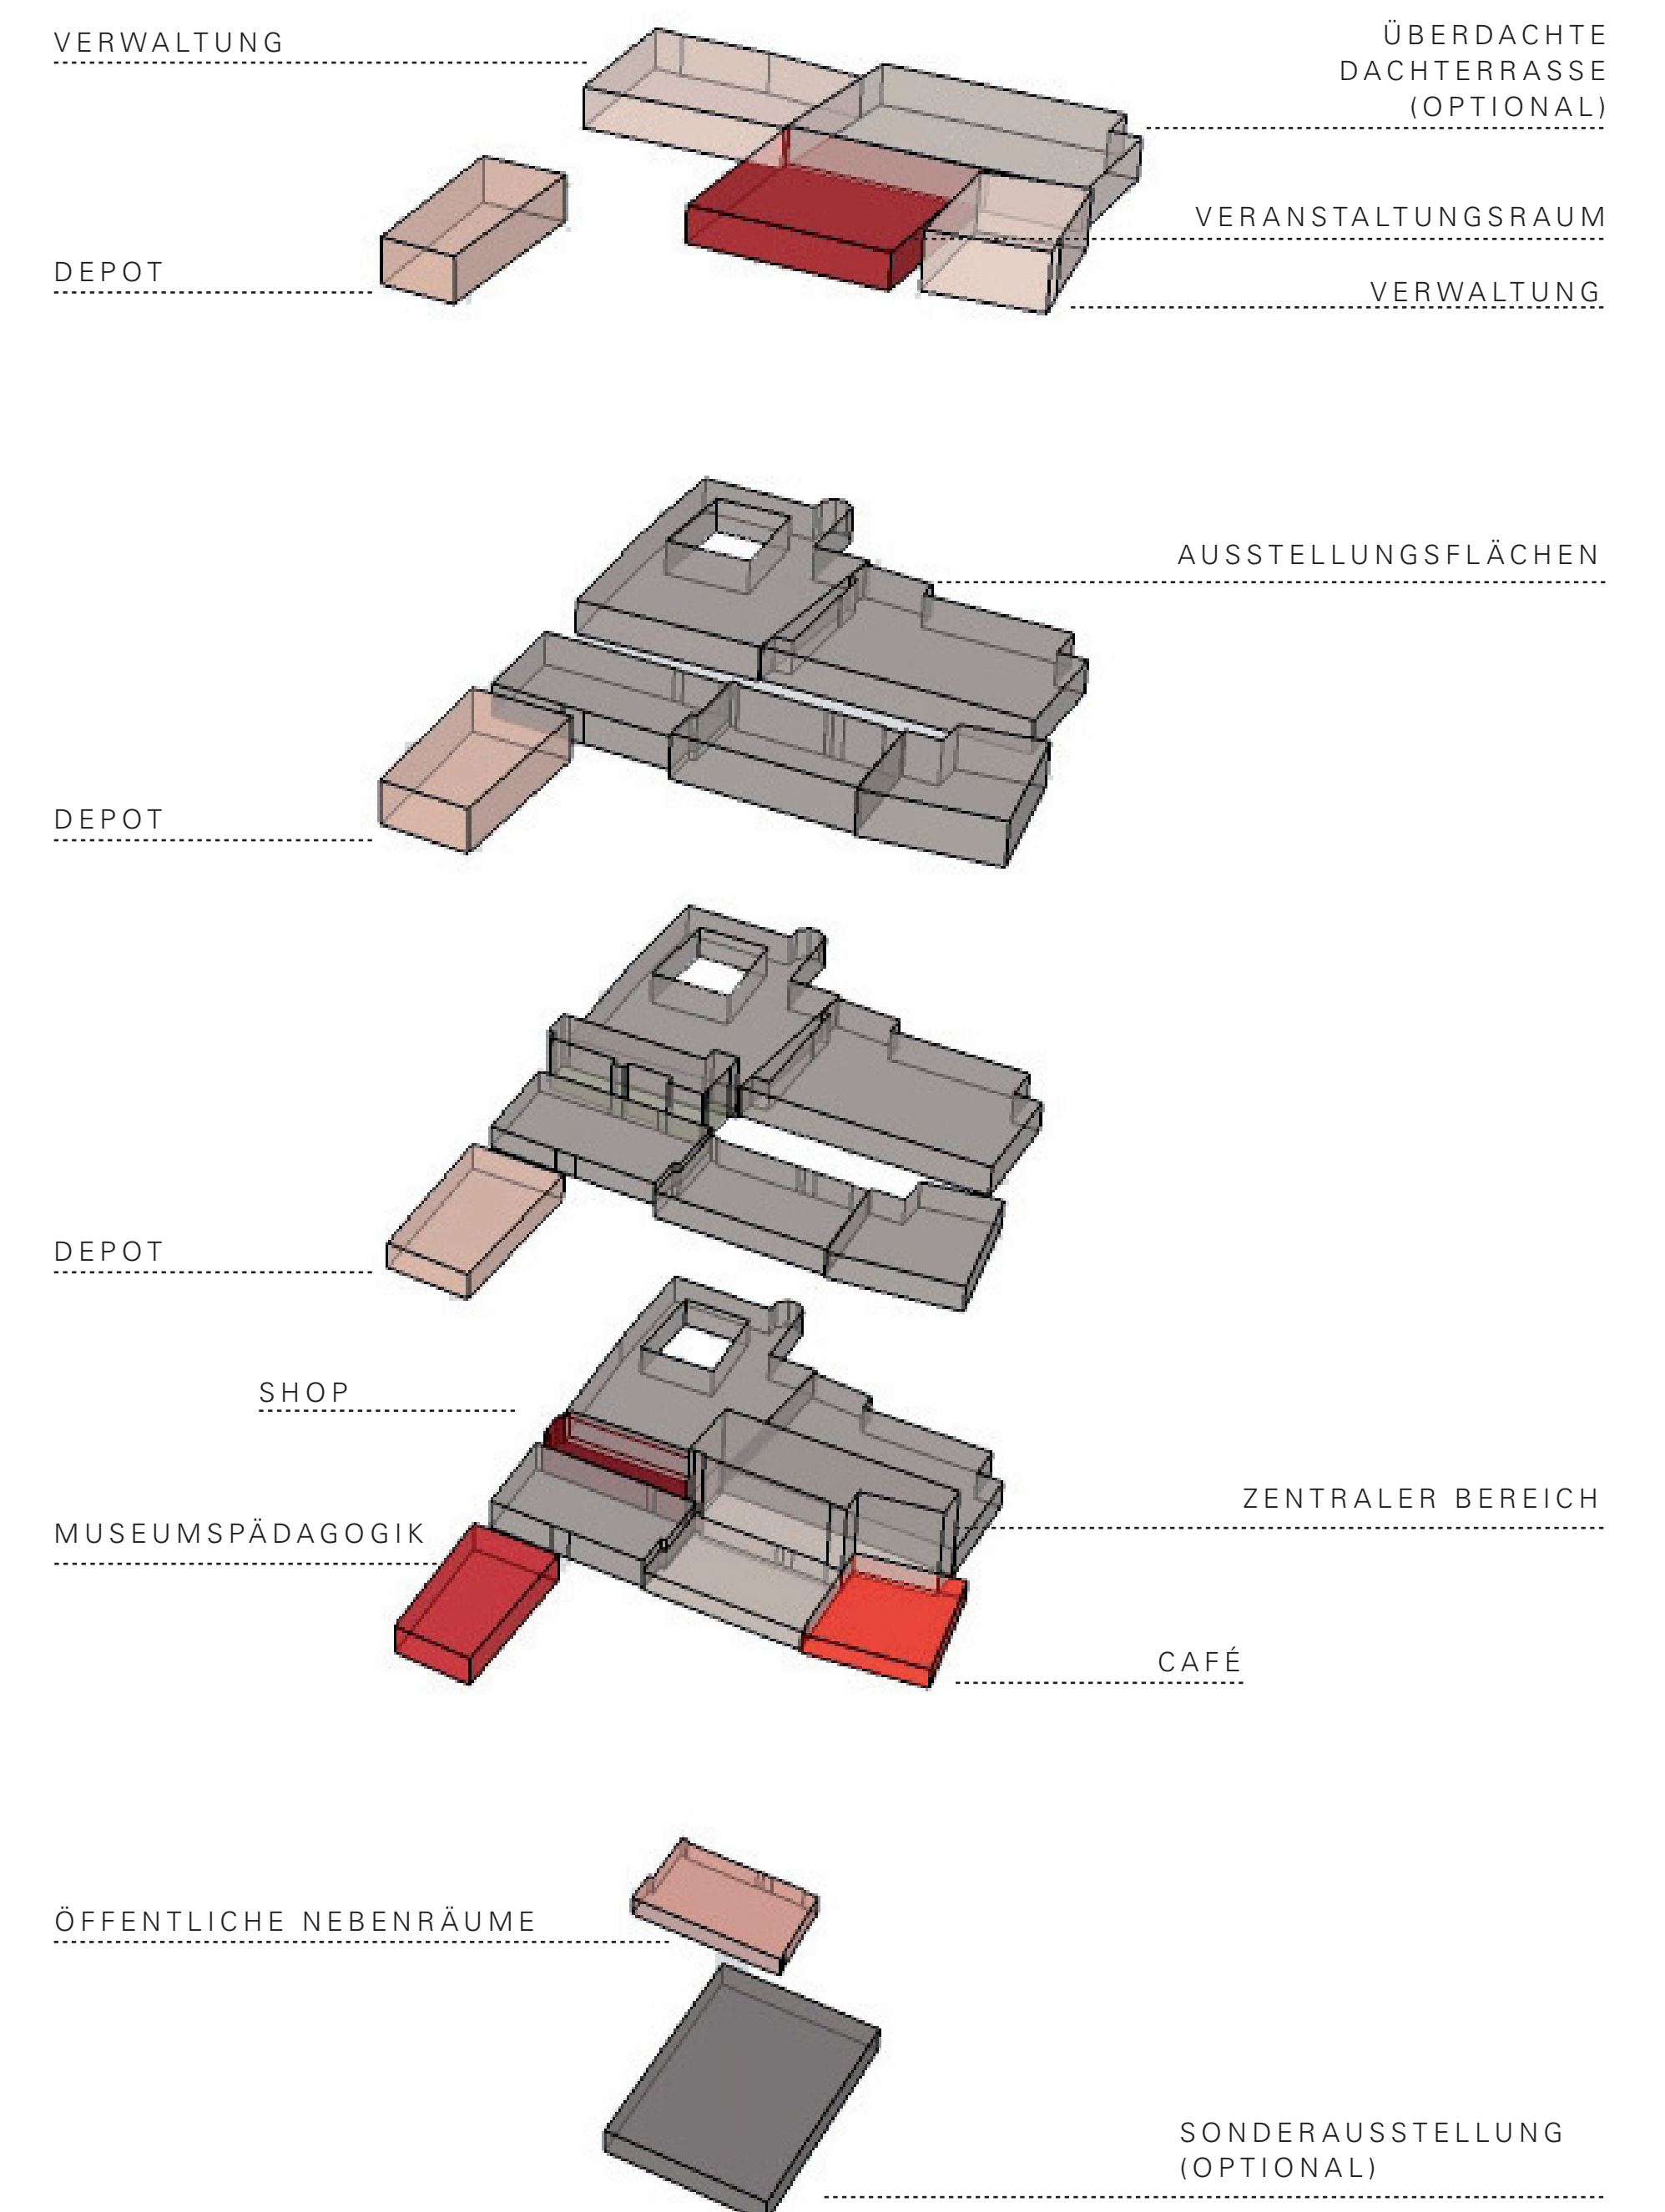 VERWALTUNG
ÜBERDACHTE
DACHTERRASSE
(OPTIONAL)
VERANSTALTUNGSRAUM
DEPOT
VERWALTUNG
AUSSTELLUNGSFLÄCHEN
DEPOT
DEPOT
SHOP
ZENTRALER BEREICH
MUSEUMSPÄDAGOGIK
CAFÉ
ÖFFENTLICHE NEBENRÄUME
SONDERAUSSTELLUNG
(OPTIONAL)